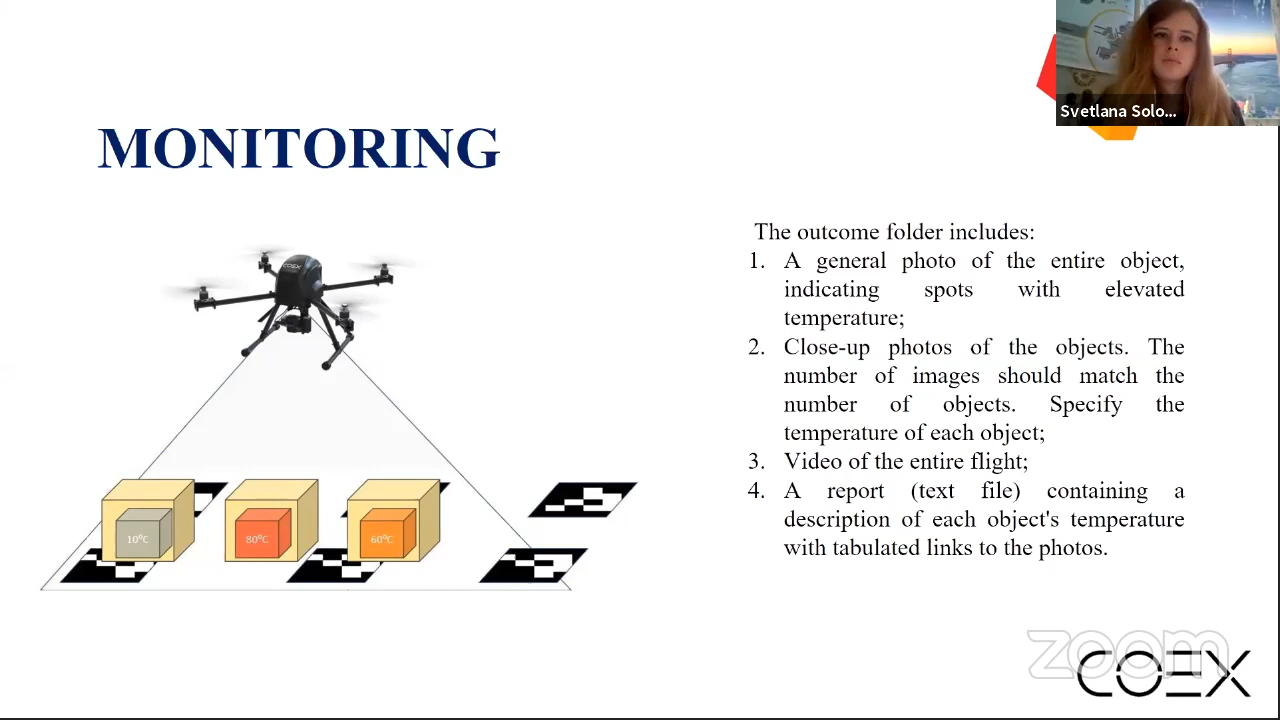 Svetlana Solo...
MONITORING
COEX
10°C
80°C
60°C
The outcome folder includes:
1. A general photo of the entire object,
indicating spots with elevated
temperature;
2. Close-up photos of the objects. The
number of images should match the
number of objects. Specify the
temperature of each object;
3. Video of the entire flight;
4. A report (text file) containing a
description of each object's temperature
with tabulated links to the photos.
zoom
COEX